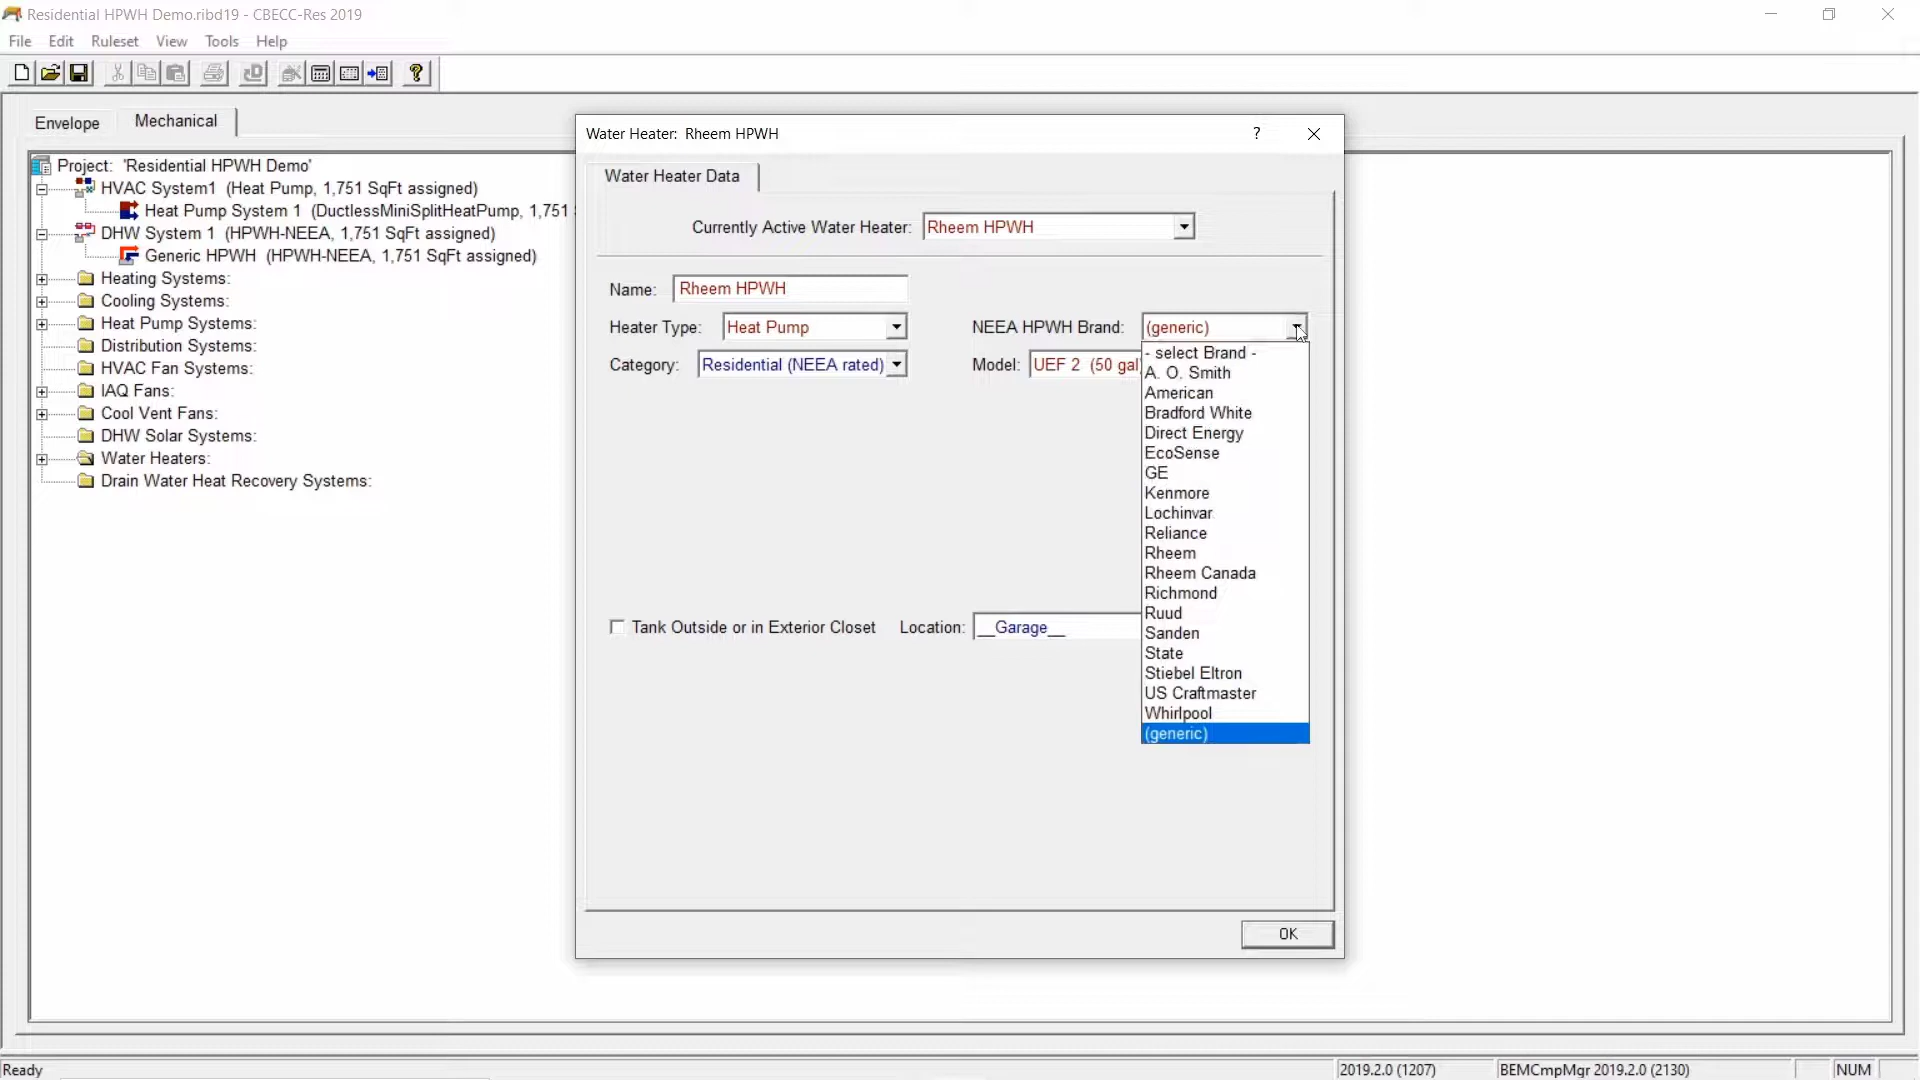 Residential HPWH Demo.ribd19 - CBECC-Res 2019
File Edit Ruleset View Tools Help
Envelope Mechanical
Project: 'Residential HPWH Demo'
HVAC System1 (Heat Pump, 1,751 SqFt assigned)
Heat Pump System 1 (DuctlessMiniSplitHeatPump, 1,751
DHW System 1 (HPWH-NEEA, 1,751 SqFt assigned)
Generic HPWH (HPWH-NEEA, 1,751 SqFt assigned)
Heating Systems:
Cooling Systems:
Heat Pump Systems:
Distribution Systems:
HVAC Fan Systems:
IAQ Fans:
Cool Vent Fans:
DHW Solar Systems:
Water Heaters:
Drain Water Heat Recovery Systems:
Water Heater: Rheem HPWH
?
Water Heater Data
Currently Active Water Heater: Rheem HPWH
Name: Rheem HPWH
Heater Type: Heat Pump NEEA HPWH Brand: (generic)
Category: Residential (NEEA rated) Model: UEF 2 (50 gal)
- select Brand -
A. O. Smith
American
Bradford White
Direct Energy
EcoSense
GE
Kenmore
Lochinvar
Reliance
Rheem
Rheem Canada
Richmond
Ruud
Sanden
State
Stiebel Eltron
US Craftmaster
Whirlpool
(generic)
Tank Outside or in Exterior Closet Location: __Garage__
OK
Ready 2019.2.0 (1207) BEMCmpMgr 2019.2.0 (2130) NUM